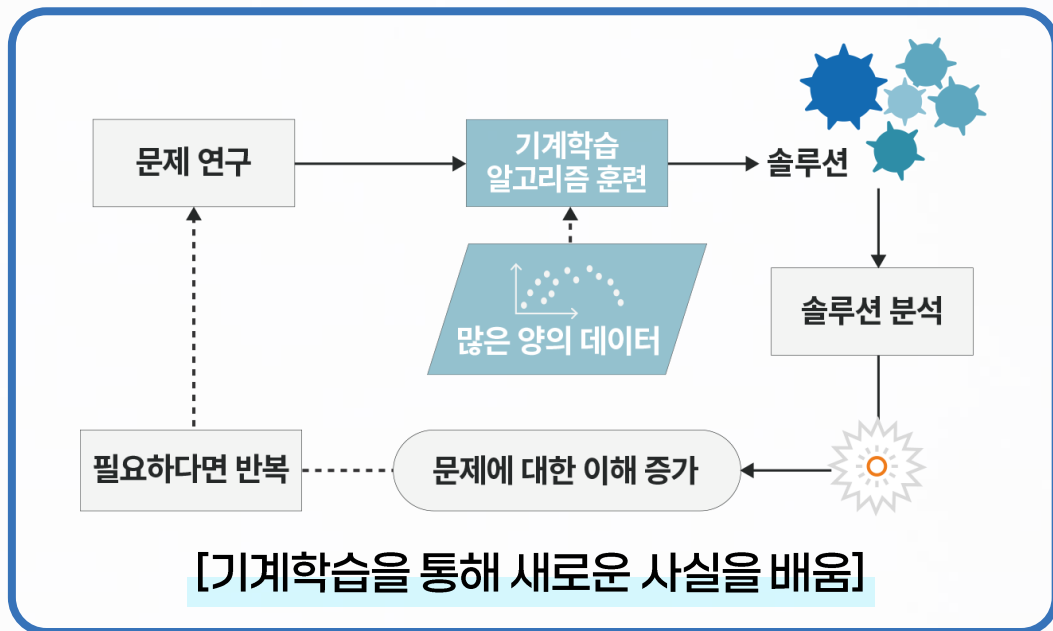 문제 연구
기계학습
알고리즘 훈련
솔루션
많은 양의 데이터
솔루션 분석
필요하다면 반복
문제에 대한 이해 증가
[기계학습을 통해 새로운 사실을 배움]